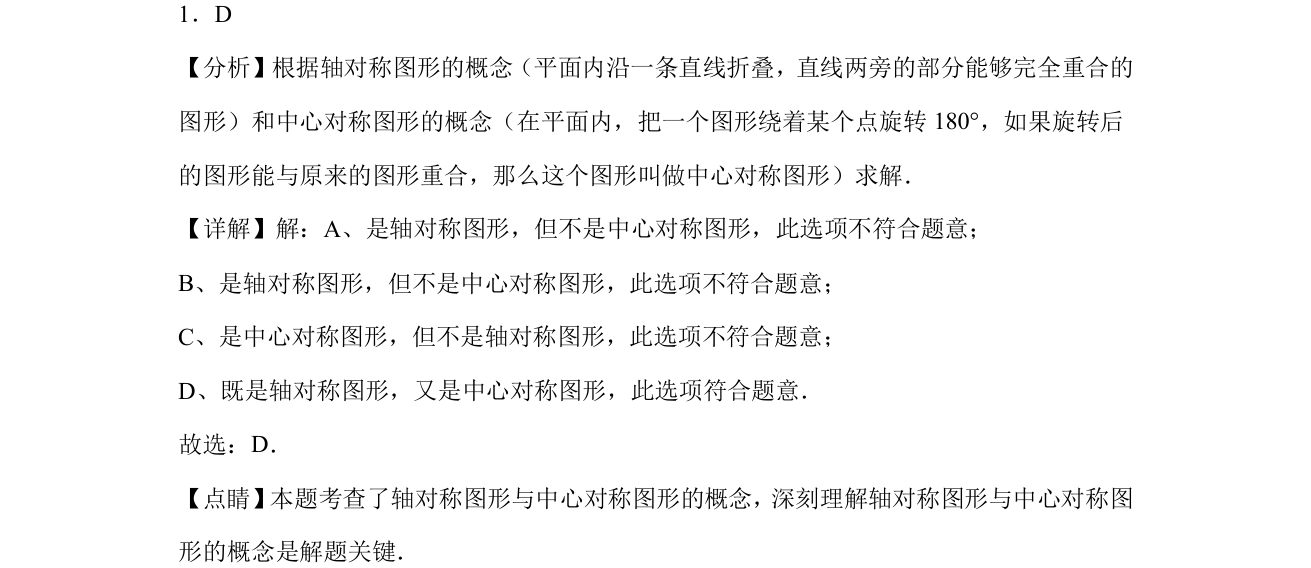 1．D
【分析】根据轴对称图形的概念（平面内沿一条直线折叠，直线两旁的部分能够完全重合的
图形）和中心对称图形的概念（在平面内，把一个图形绕着某个点旋转 180°，如果旋转后
的图形能与原来的图形重合，那么这个图形叫做中心对称图形）求解．
【详解】解：A、是轴对称图形，但不是中心对称图形，此选项不符合题意；
B、是轴对称图形，但不是中心对称图形，此选项不符合题意；
C、是中心对称图形，但不是轴对称图形，此选项不符合题意；
D、既是轴对称图形，又是中心对称图形，此选项符合题意．
故选：D．
【点睛】本题考查了轴对称图形与中心对称图形的概念，深刻理解轴对称图形与中心对称图
形的概念是解题关键．